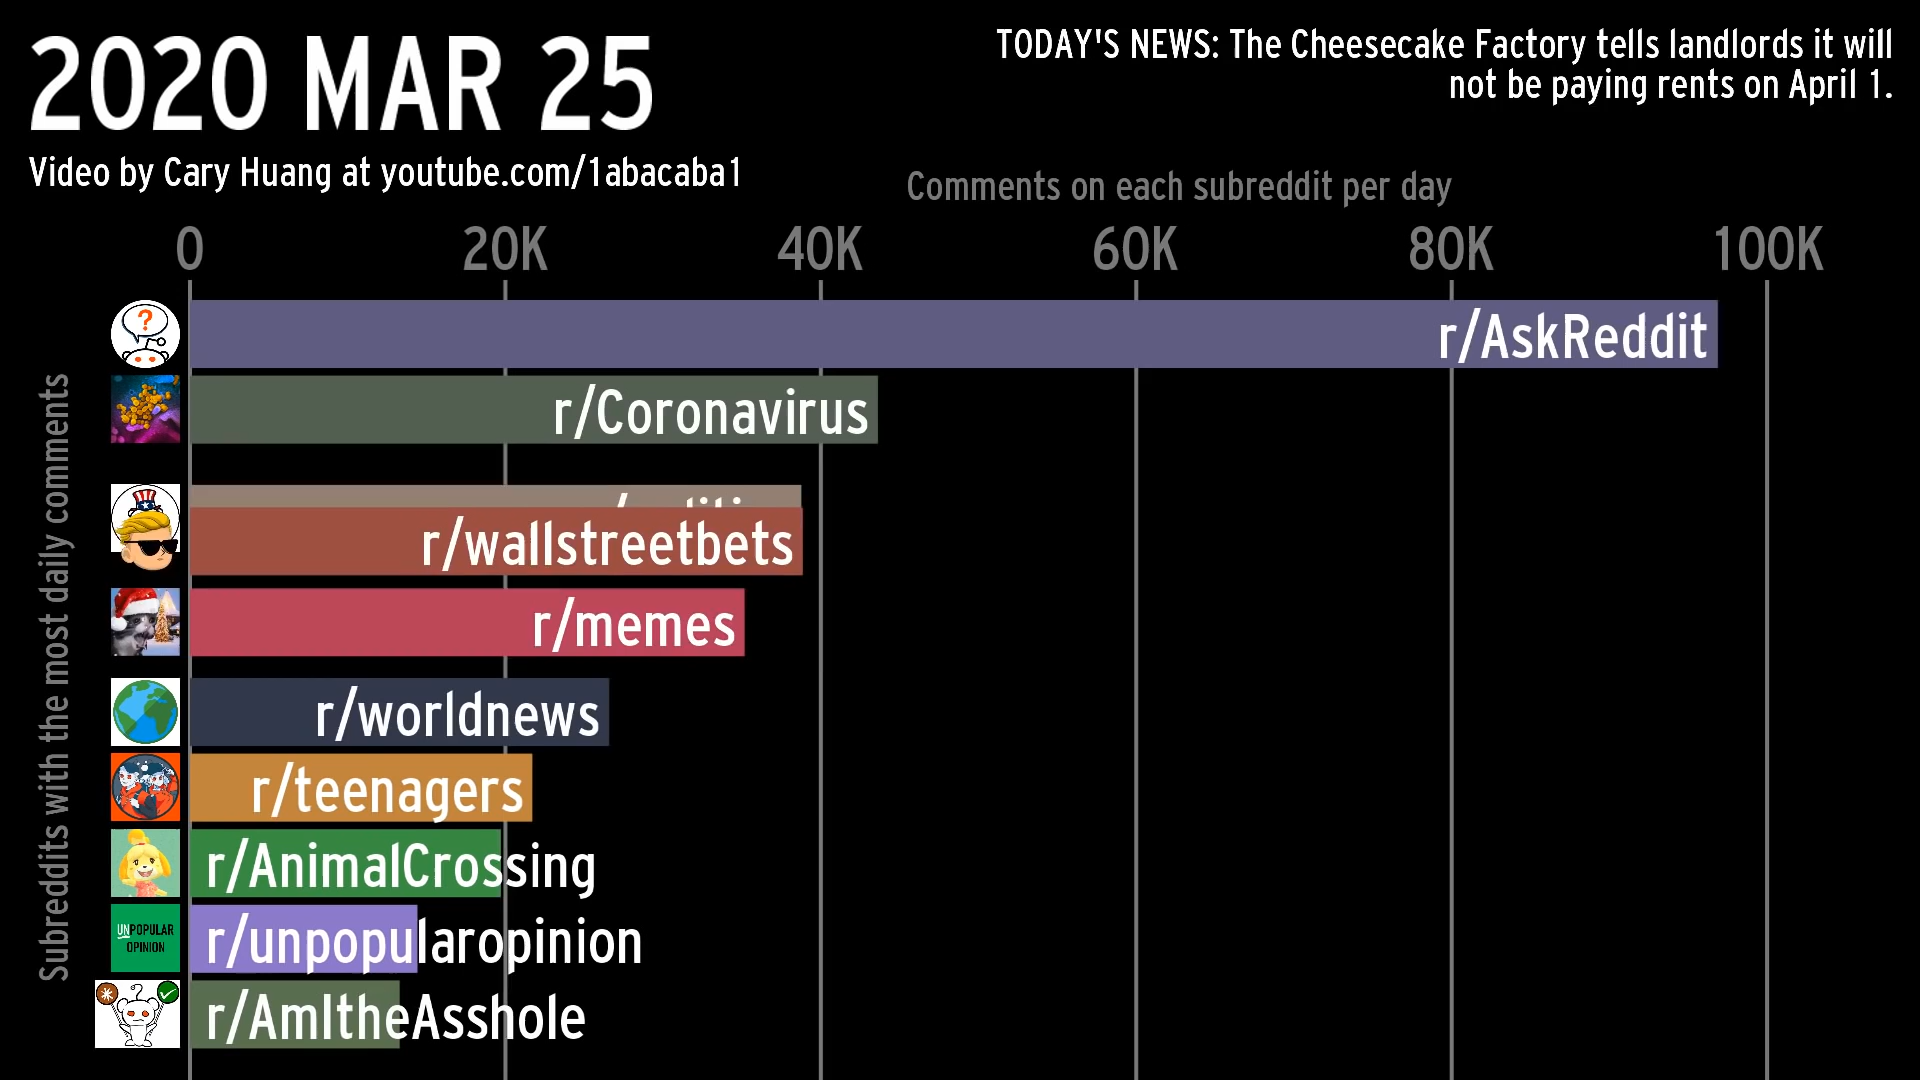 2020 MAR 25
TODAY'S NEWS: The Cheesecake Factory tells landlords it will
not be paying rents on April 1.
Video by Cary Huang at youtube.com/1abacaba1
Comments on each subreddit per day
0 20K 40K 60K 80K 100K
Subreddits with the most daily comments
?
r/AskReddit
r/Coronavirus
r/wallstreetbets
r/memes
r/worldnews
r/teenagers
r/AnimalCrossing
UNPOPULAR
OPINION
r/unpopularopinion
r/AmItheAsshole